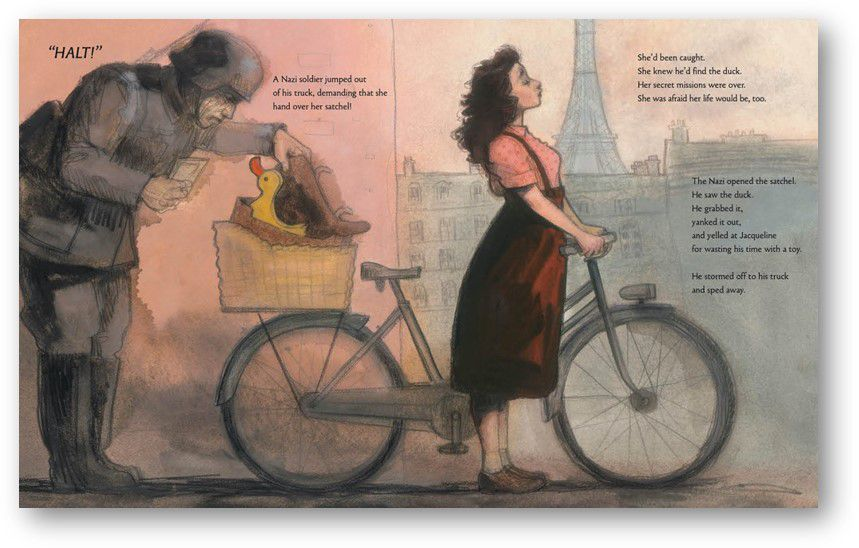 “HALT!”
A Nazi soldier jumped out
of his truck, demanding that she
hand over her satchel!
She’d been caught.
She knew he’d find the duck.
Her secret missions were over.
She was afraid her life would be, too.
The Nazi opened the satchel.
He saw the duck.
He grabbed it,
yanked it out,
and yelled at Jacqueline
for wasting his time with a toy.
He stormed off to his truck
and sped away.